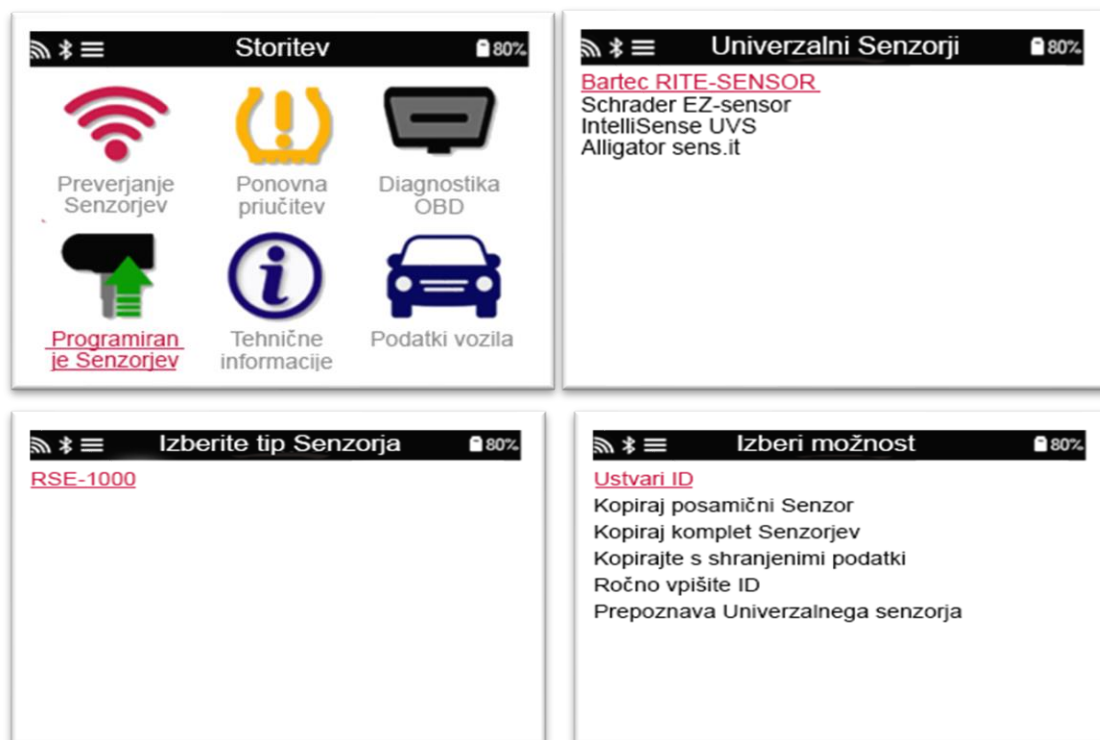 Storitev
80%
Preverjanje
Senzorjev
Ponovna
priučitev
Diagnostika
OBD
Programiran
je Senzorjev
Tehnične
informacije
Podatki vozila
Univerzalni Senzorji
80%
Bartec RITE-SENSOR
Schrader EZ-sensor
IntelliSense UVS
Alligator sens.it
Izberite tip Senzorja
80%
RSE-1000
Izberi možnost
80%
Ustvari ID
Kopiraj posamični Senzor
Kopiraj komplet Senzorjev
Kopirajte s shranjenimi podatki
Ročno vpišite ID
Prepoznava Univerzalnega senzorja